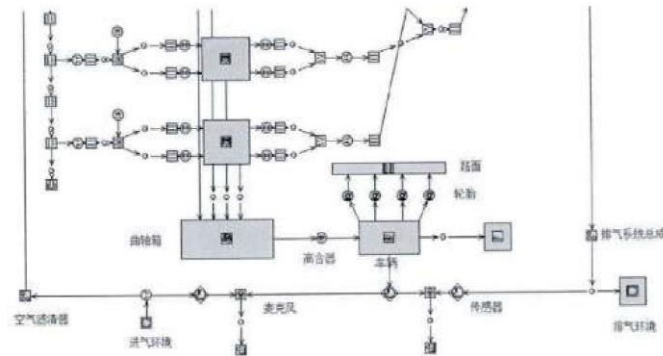 路面
轮胎
排气系统总成
曲轴箱
离合器
车辆
空气滤清器
进气环境
麦克风
传感器
排气环境